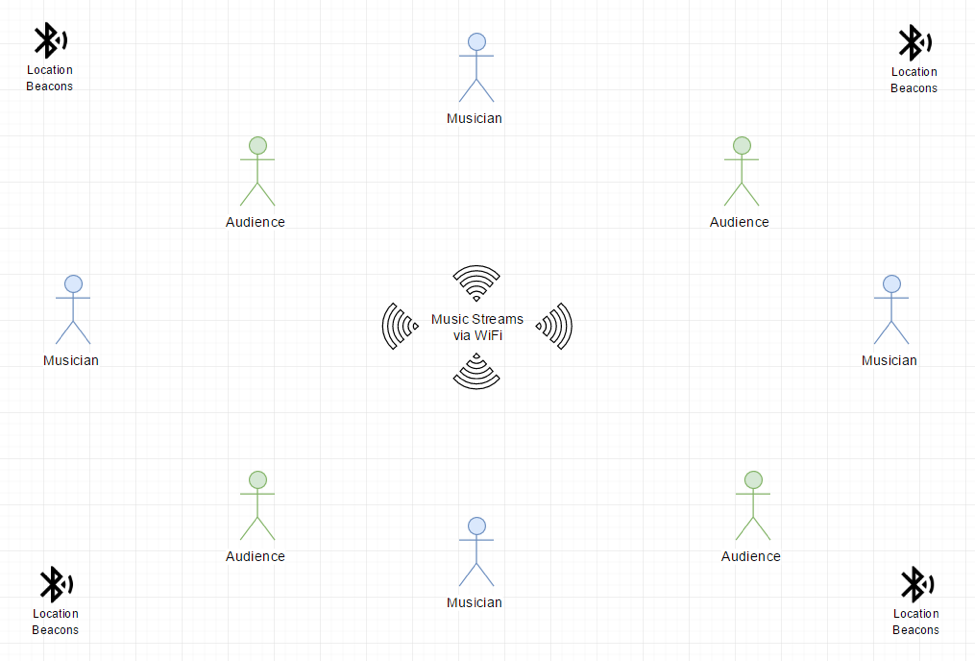 Location
Beacons
Location
Beacons
Musician
Audience
Audience
Music Streams
via WiFi
Musician
Musician
Audience
Audience
Musician
Location
Beacons
Location
Beacons